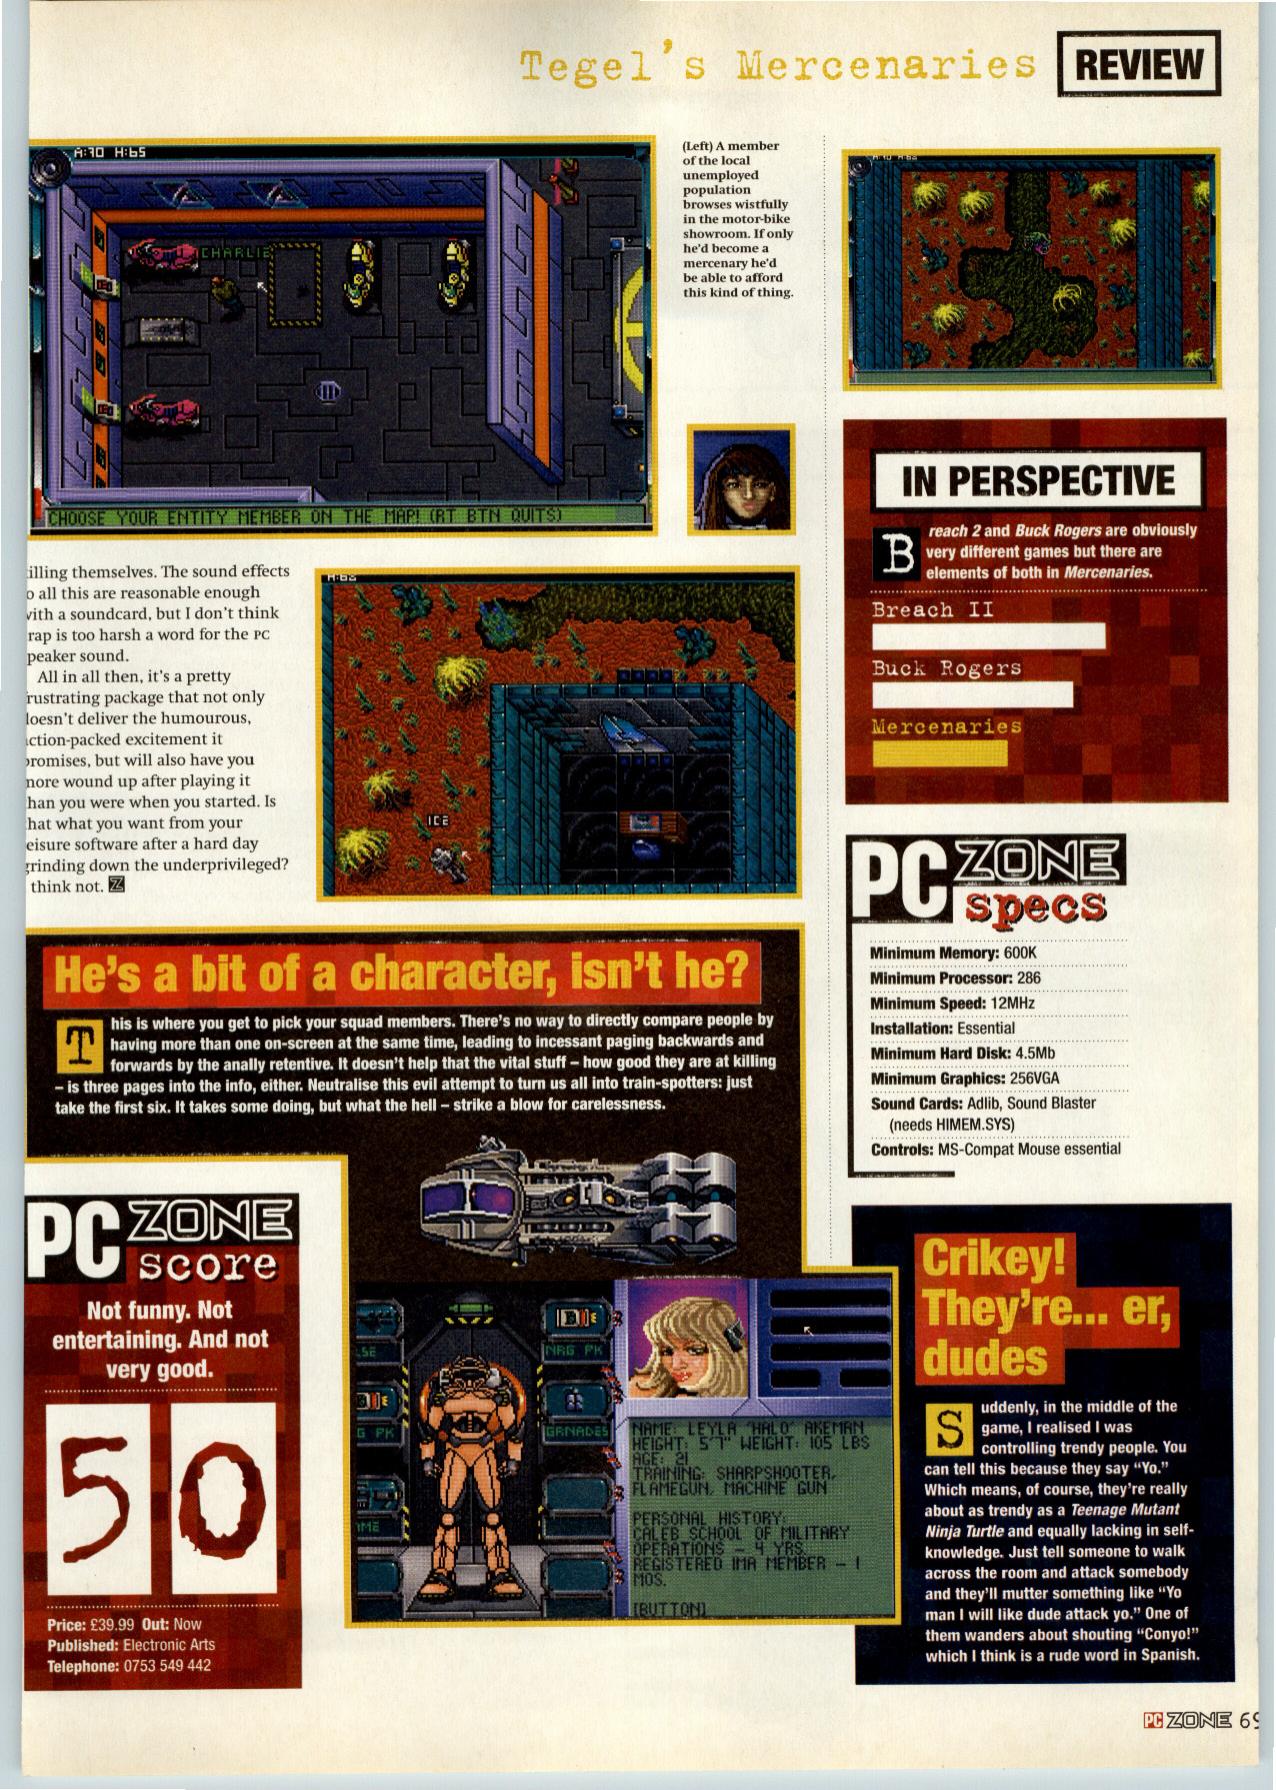 Tegel's Mercenaries
REVIEW
A:70 H:65
CHARLIE
CHOOSE YOUR ENTITY MEMBER ON THE MAP! (RT BTN QUITS)
(Left) A member
of the local
unemployed
population
browses wistfully
in the motor-bike
showroom. If only
he'd become a
mercenary he'd
be able to afford
this kind of thing.
illing themselves. The sound effects
o all this are reasonable enough
with a soundcard, but I don't think
rap is too harsh a word for the PC
peaker sound.
All in all then, it's a pretty
rustrating package that not only
loesn't deliver the humourous,
ction-packed excitement it
promises, but will also have you
more wound up after playing it
han you were when you started. Is
hat what you want from your
eisure software after a hard day
grinding down the underprivileged?
think not. Z
ICE
IN PERSPECTIVE
Breach 2 and Buck Rogers are obviously
very different games but there are
elements of both in Mercenaries.
Breach II
Buck Rogers
Mercenaries
PC ZONE
specs
Minimum Memory: 600K
Minimum Processor: 286
Minimum Speed: 12MHz
Installation: Essential
Minimum Hard Disk: 4.5Mb
Minimum Graphics: 256VGA
Sound Cards: Adlib, Sound Blaster
(needs HIMEM.SYS)
Controls: MS-Compat Mouse essential
He's a bit of a character, isn't he?
This is where you get to pick your squad members. There's no way to directly compare people by
having more than one on-screen at the same time, leading to incessant paging backwards and
forwards by the anally retentive. It doesn't help that the vital stuff – how good they are at killing
– is three pages into the info, either. Neutralise this evil attempt to turn us all into train-spotters: just
take the first six. It takes some doing, but what the hell – strike a blow for carelessness.
PC ZONE
score
Not funny. Not
entertaining. And not
very good.
50
Price: £39.99 Out: Now
Published: Electronic Arts
Telephone: 0753 549 442
NRG PK
GRNADES
G PK
NAME: LEYLA "HALO" AKEMAN
HEIGHT: 5'7" WEIGHT: 105 LBS
AGE: 21
TRAINING: SHARPSHOOTER,
FLAMEGUN, MACHINE GUN
PERSONAL HISTORY:
CALEB SCHOOL OF MILITARY
OPERATIONS - 4 YRS.
REGISTERED IMA MEMBER - 1
MOS.
[BUTTON]
Crikey!
They're... er,
dudes
Suddenly, in the middle of the
game, I realised I was
controlling trendy people. You
can tell this because they say “Yo.”
Which means, of course, they're really
about as trendy as a Teenage Mutant
Ninja Turtle and equally lacking in self-
knowledge. Just tell someone to walk
across the room and attack somebody
and they'll mutter something like “Yo
man I will like dude attack yo.” One of
them wanders about shouting “Conyo!”
which I think is a rude word in Spanish.
PC ZONE 69